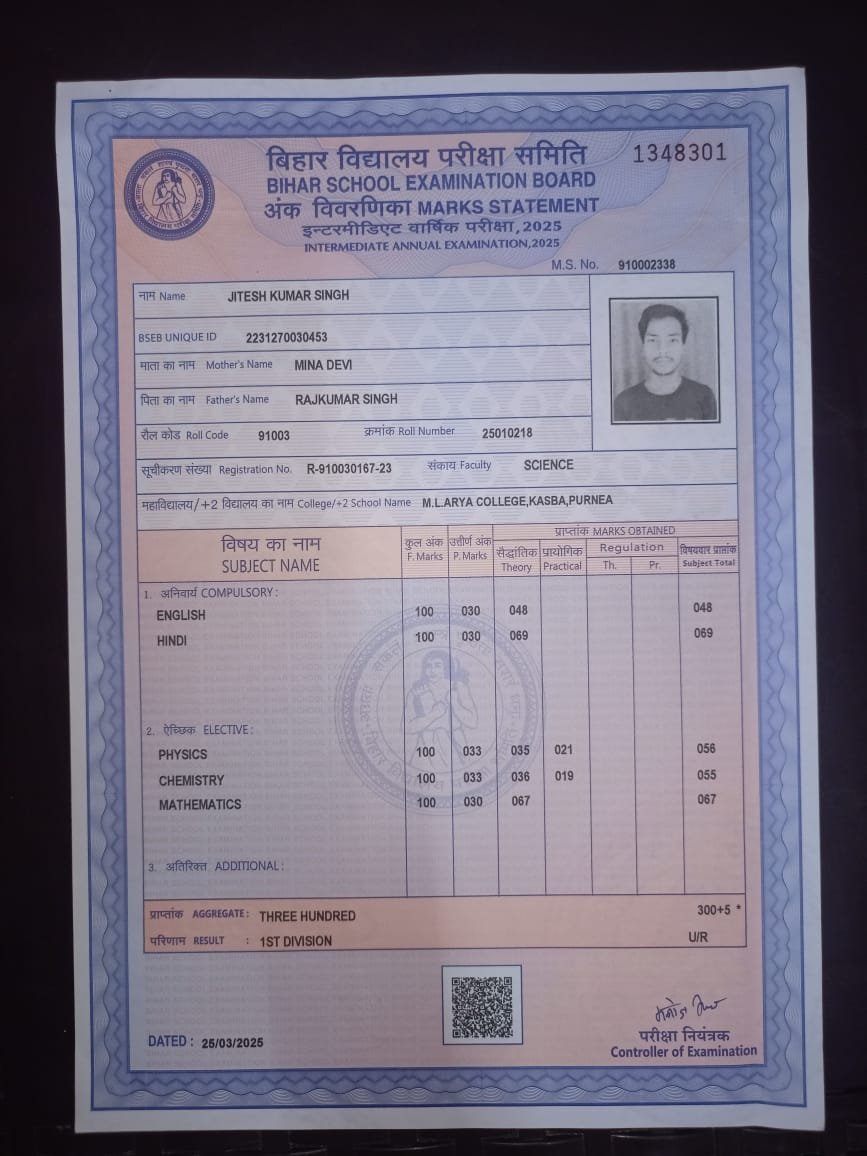 बिहार विद्यालय परीक्षा समिति
1348301
BIHAR SCHOOL EXAMINATION BOARD
अंक विवरणिका MARKS STATEMENT
इन्टरमीडिएट वार्षिक परीक्षा, 2025
INTERMEDIATE ANNUAL EXAMINATION,2025
M.S. No. 910002338
नाम Name JITESH KUMAR SINGH
BSEB UNIQUE ID 2231270030453
माता का नाम Mother's Name MINA DEVI
पिता का नाम Father's Name RAJKUMAR SINGH
रौल कोड Roll Code 91003 क्रमांक Roll Number 25010218
सूचीकरण संख्या Registration No. R-910030167-23 संकाय Faculty SCIENCE
महाविद्यालय/+2 विद्यालय का नाम College/+2 School Name M.L.ARYA COLLEGE,KASBA,PURNEA
विषय का नाम कुल अंक उत्तीर्ण अंक प्राप्तांक MARKS OBTAINED
SUBJECT NAME F. Marks P. Marks सैद्धांतिक प्रायोगिक Regulation विषयवार प्राप्तांक
Theory Practical Th. Pr. Subject Total
1. अनिवार्य COMPULSORY:
ENGLISH 100 030 048 048
HINDI 100 030 069 069
2. ऐच्छिक ELECTIVE:
PHYSICS 100 033 035 021 056
CHEMISTRY 100 033 036 019 055
MATHEMATICS 100 030 067 067
3. अतिरिक्त ADDITIONAL:
प्राप्तांक AGGREGATE: THREE HUNDRED 300+5 *
परिणाम RESULT : 1ST DIVISION U/R
DATED : 25/03/2025
परीक्षा नियंत्रक
Controller of Examination